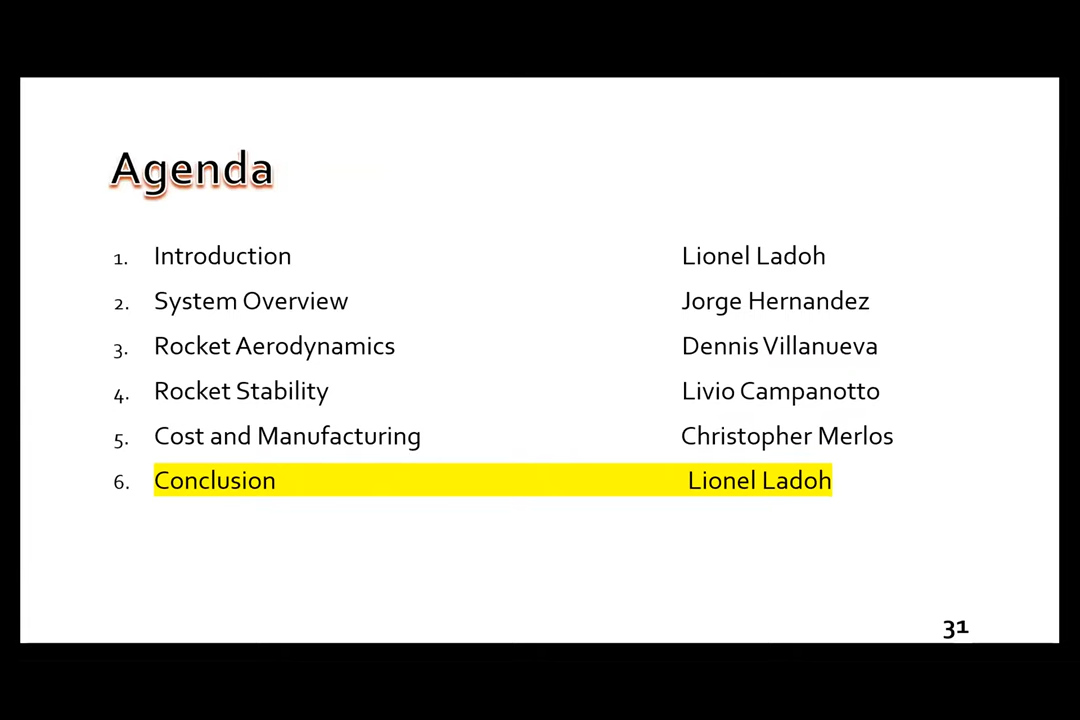 Agenda
1. Introduction Lionel Ladoh
2. System Overview Jorge Hernandez
3. Rocket Aerodynamics Dennis Villanueva
4. Rocket Stability Livio Campanotto
5. Cost and Manufacturing Christopher Merlos
6. Conclusion Lionel Ladoh
31